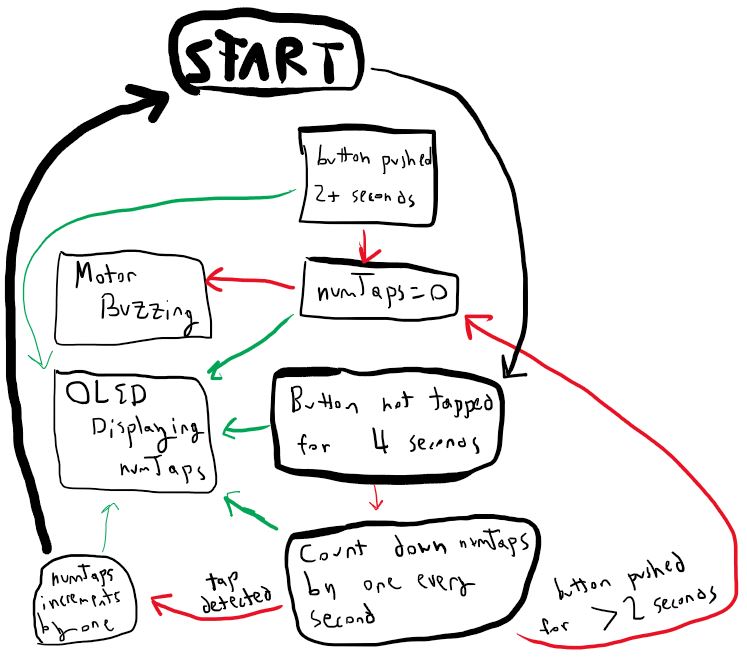 START
button pushed
2+ seconds
Motor
Buzzing
numTaps=0
OLED
Displaying
numTaps
Button not tapped
for 4 seconds
Count down numTaps
by one every
second
numTaps
increments
by one
tap
detected
button pushed
for >2 seconds